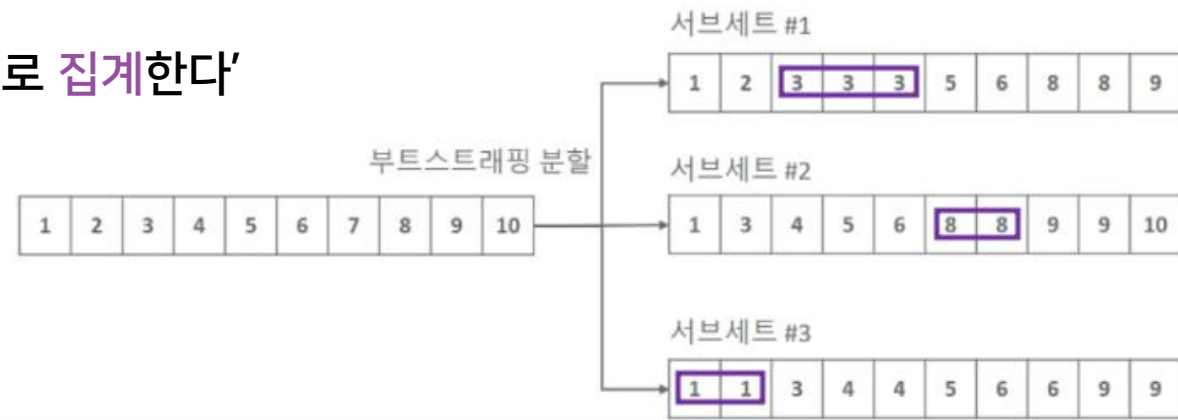 로 집계한다’
부트스트래핑 분할
1 2 3 4 5 6 7 8 9 10
서브세트 #1
1 2 3 3 3 5 6 8 8 9
서브세트 #2
1 3 4 5 6 8 8 9 9 10
서브세트 #3
1 1 3 4 4 5 6 6 9 9